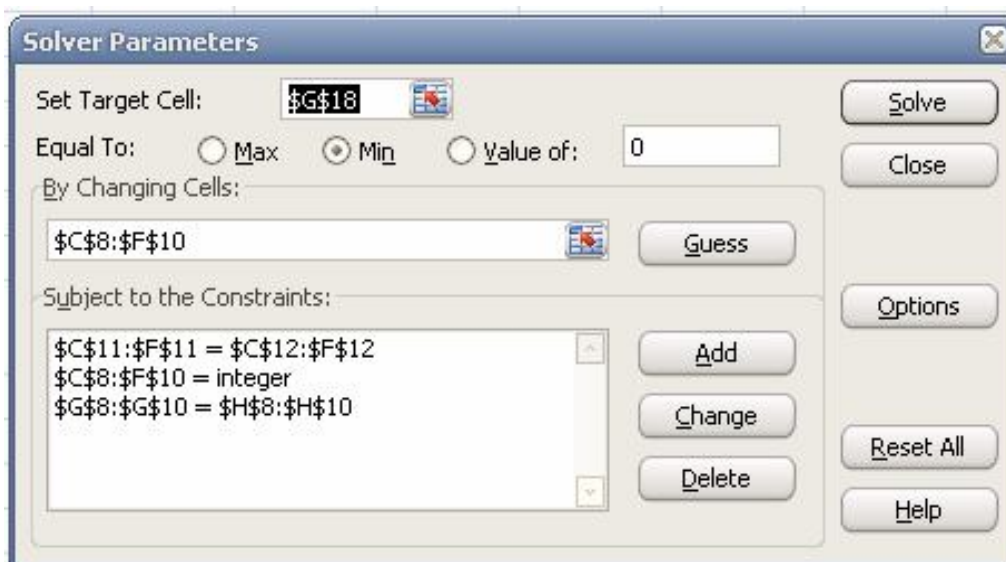 Solver Parameters
Set Target Cell: $G$18
Solve
Equal To: Max Min Value of: 0
Close
By Changing Cells:
$C$8:$F$10
Guess
Subject to the Constraints:
Options
$C$11:$F$11 = $C$12:$F$12
Add
$C$8:$F$10 = integer
$G$8:$G$10 = $H$8:$H$10
Change
Reset All
Delete
Help